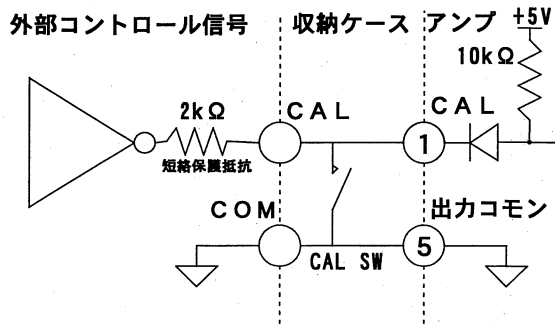 外部コントロール信号
収納ケース
アンプ
+5V
10kΩ
2kΩ
CAL
CAL
短絡保護抵抗
1
COM
出力コモン
CAL SW
5